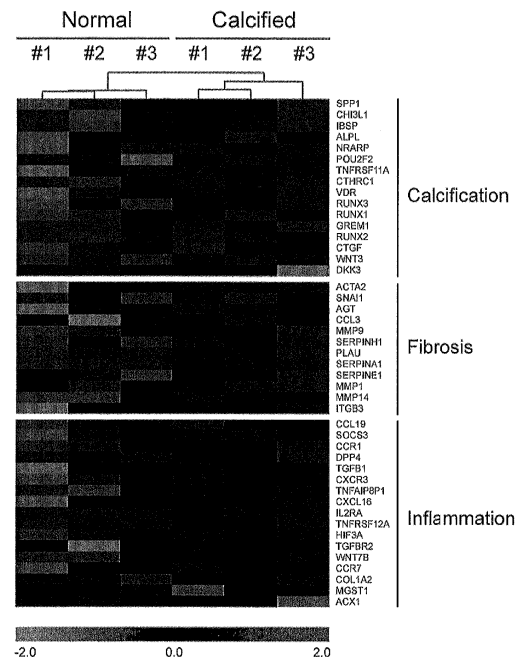 Normal Calcified
#1 #2 #3 #1 #2 #3
SPP1
CHI3L1
IBSP
ALPL
NRARP
POU2F2
TNFRSF11A
CTHRC1
VDR
RUNX3
RUNX1
GREM1
RUNX2
CTGF
WNT3
DKK3
Calcification
ACTA2
SNAI1
AGT
CCL3
MMP9
SERPINH1
PLAU
SERPINA1
SERPINE1
MMP1
MMP14
ITGB3
Fibrosis
CCL19
SOCS3
CCR1
DPP4
TGFB1
CXCR3
TNFAIP8P1
CXCL16
IL2RA
TNFRSF12A
HIF3A
TGFBR2
WNT7B
CCR7
COL1A2
MGST1
ACX1
Inflammation
-2.0 0.0 2.0